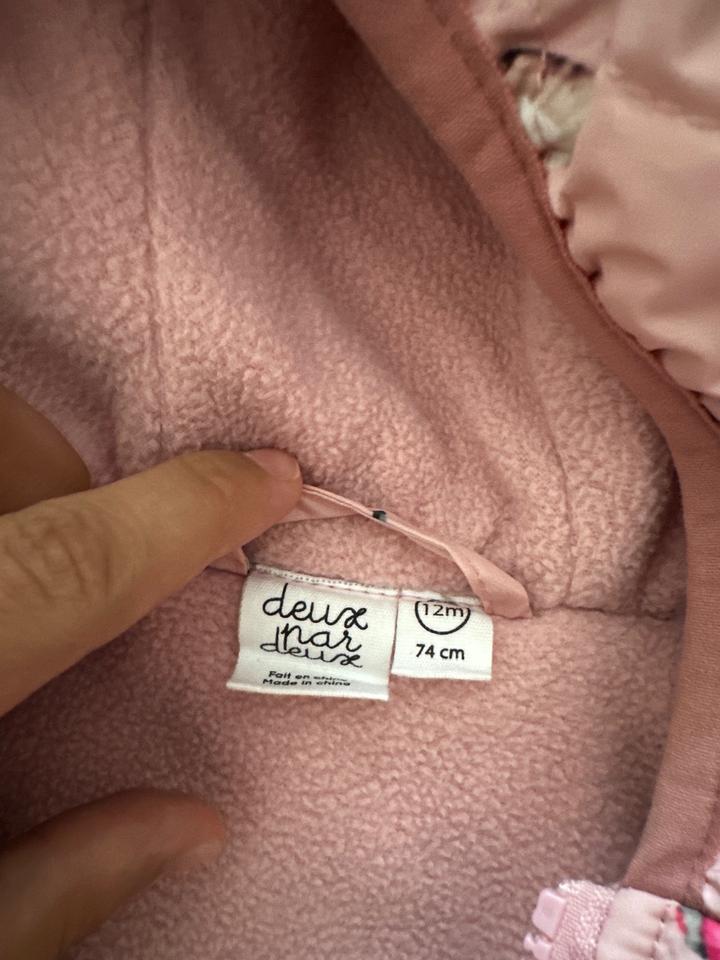 deux
par
deux
Fait en chine
Made in china
12m
74 cm